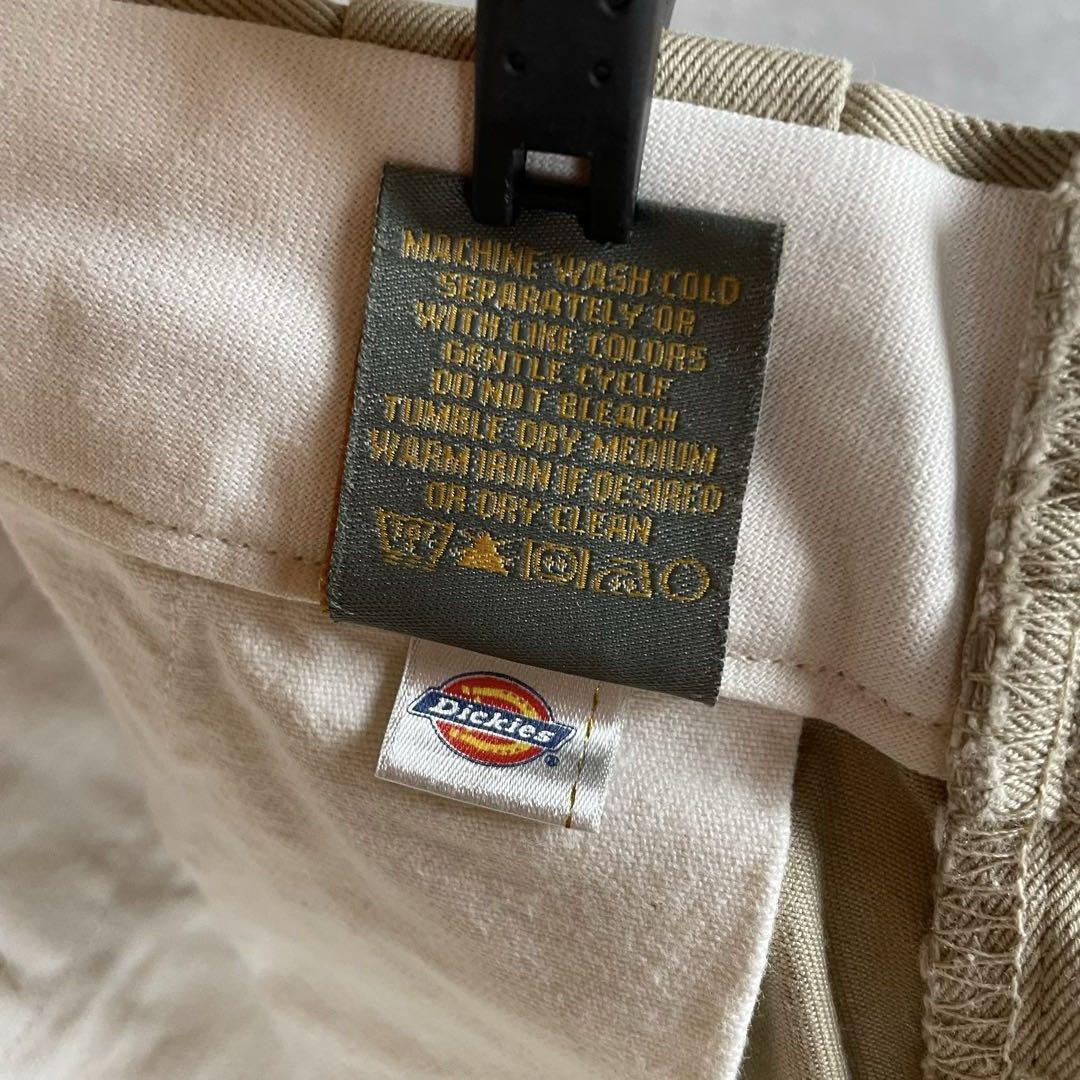 MACHINE WASH COLD
SEPARATELY OR
WITH LIKE COLORS
GENTLE CYCLE
DO NOT BLEACH
TUMBLE DRY MEDIUM
WARM IRON IF DESIRED
OR DRY CLEAN
Dickies®